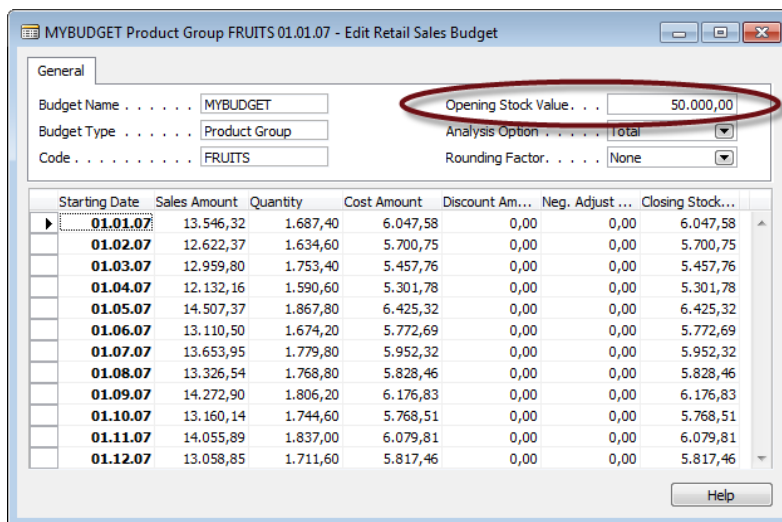 MYBUDGET Product Group FRUITS 01.01.07 - Edit Retail Sales Budget
General
Budget Name . . . . . . MYBUDGET Opening Stock Value. . . 50.000,00
Budget Type . . . . . . Product Group Analysis Option . . . . . Total
Code . . . . . . . . . . FRUITS Rounding Factor. . . . . None
Starting Date Sales Amount Quantity Cost Amount Discount Am... Neg. Adjust ... Closing Stock...
01.01.07 13.546,32 1.687,40 6.047,58 0,00 0,00 6.047,58
01.02.07 12.622,37 1.634,60 5.700,75 0,00 0,00 5.700,75
01.03.07 12.959,80 1.753,40 5.457,76 0,00 0,00 5.457,76
01.04.07 12.132,16 1.590,60 5.301,78 0,00 0,00 5.301,78
01.05.07 14.507,37 1.867,80 6.425,32 0,00 0,00 6.425,32
01.06.07 13.110,50 1.674,20 5.772,69 0,00 0,00 5.772,69
01.07.07 13.653,95 1.779,80 5.952,32 0,00 0,00 5.952,32
01.08.07 13.326,54 1.768,80 5.828,46 0,00 0,00 5.828,46
01.09.07 14.272,90 1.806,20 6.176,83 0,00 0,00 6.176,83
01.10.07 13.160,14 1.744,60 5.768,51 0,00 0,00 5.768,51
01.11.07 14.055,89 1.837,00 6.079,81 0,00 0,00 6.079,81
01.12.07 13.058,85 1.711,60 5.817,46 0,00 0,00 5.817,46
Help